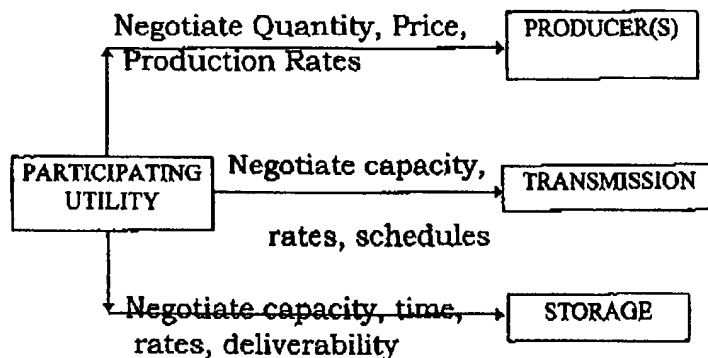 Negotiate Quantity, Price,
Production Rates
PRODUCER(S)
PARTICIPATING
UTILITY
Negotiate capacity,
rates, schedules
TRANSMISSION
Negotiate capacity, time,
rates, deliverability
STORAGE